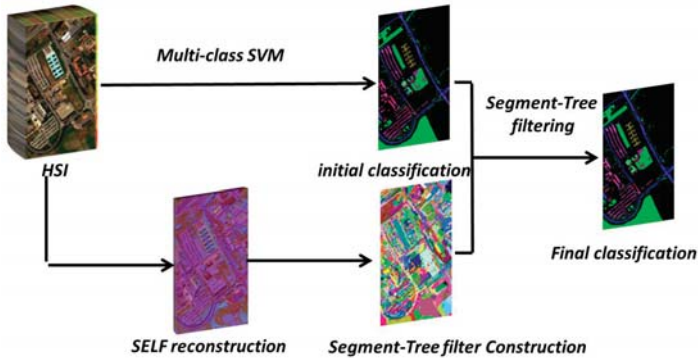 Multi-class SVM
HSI
initial classification
Segment-Tree
filtering
Final classification
SELF reconstruction
Segment-Tree filter Construction